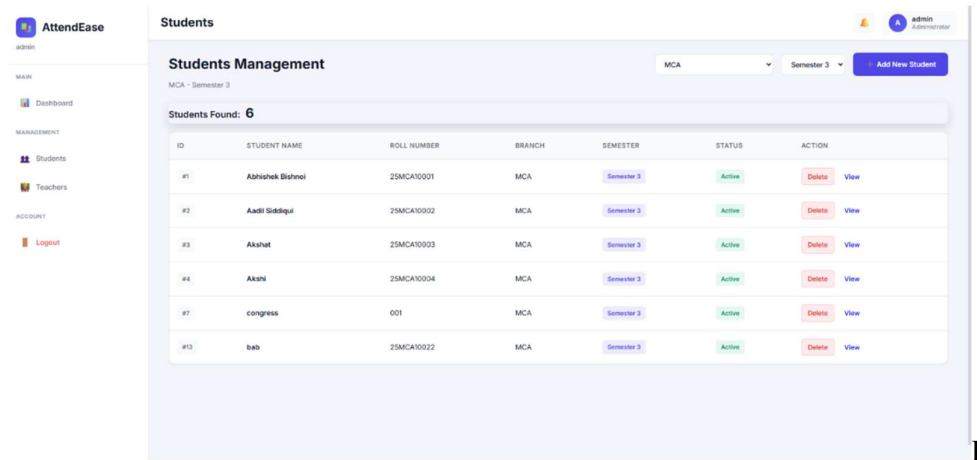 AttendEase
admin
MAIN
Dashboard
MANAGEMENT
Students
Teachers
ACCOUNT
Logout
Students
A
admin
Administrator
Students Management
MCA - Semester 3
MCA
Semester 3
+ Add New Student
Students Found: 6
ID STUDENT NAME ROLL NUMBER BRANCH SEMESTER STATUS ACTION
#1 Abhishek Bishnoi 25MCA10001 MCA Semester 3 Active Delete View
#2 Aadil Siddiqui 25MCA10002 MCA Semester 3 Active Delete View
#3 Akshat 25MCA10003 MCA Semester 3 Active Delete View
#4 Akshi 25MCA10004 MCA Semester 3 Active Delete View
#7 congress 001 MCA Semester 3 Active Delete View
#13 bab 25MCA10022 MCA Semester 3 Active Delete View